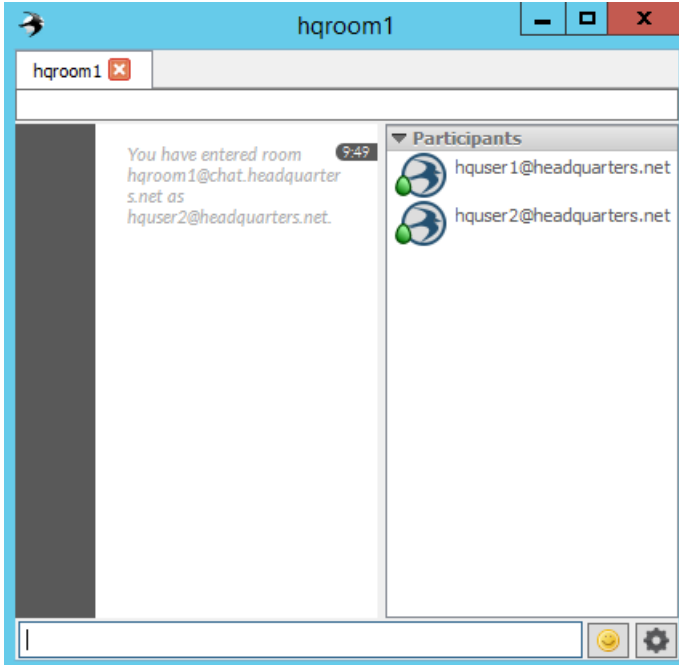 hqroom1
hqroom1
You have entered room 9:49
hqroom1@chat.headquarter
s.net as
hquser2@headquarters.net.
Participants
hquser1@headquarters.net
hquser2@headquarters.net